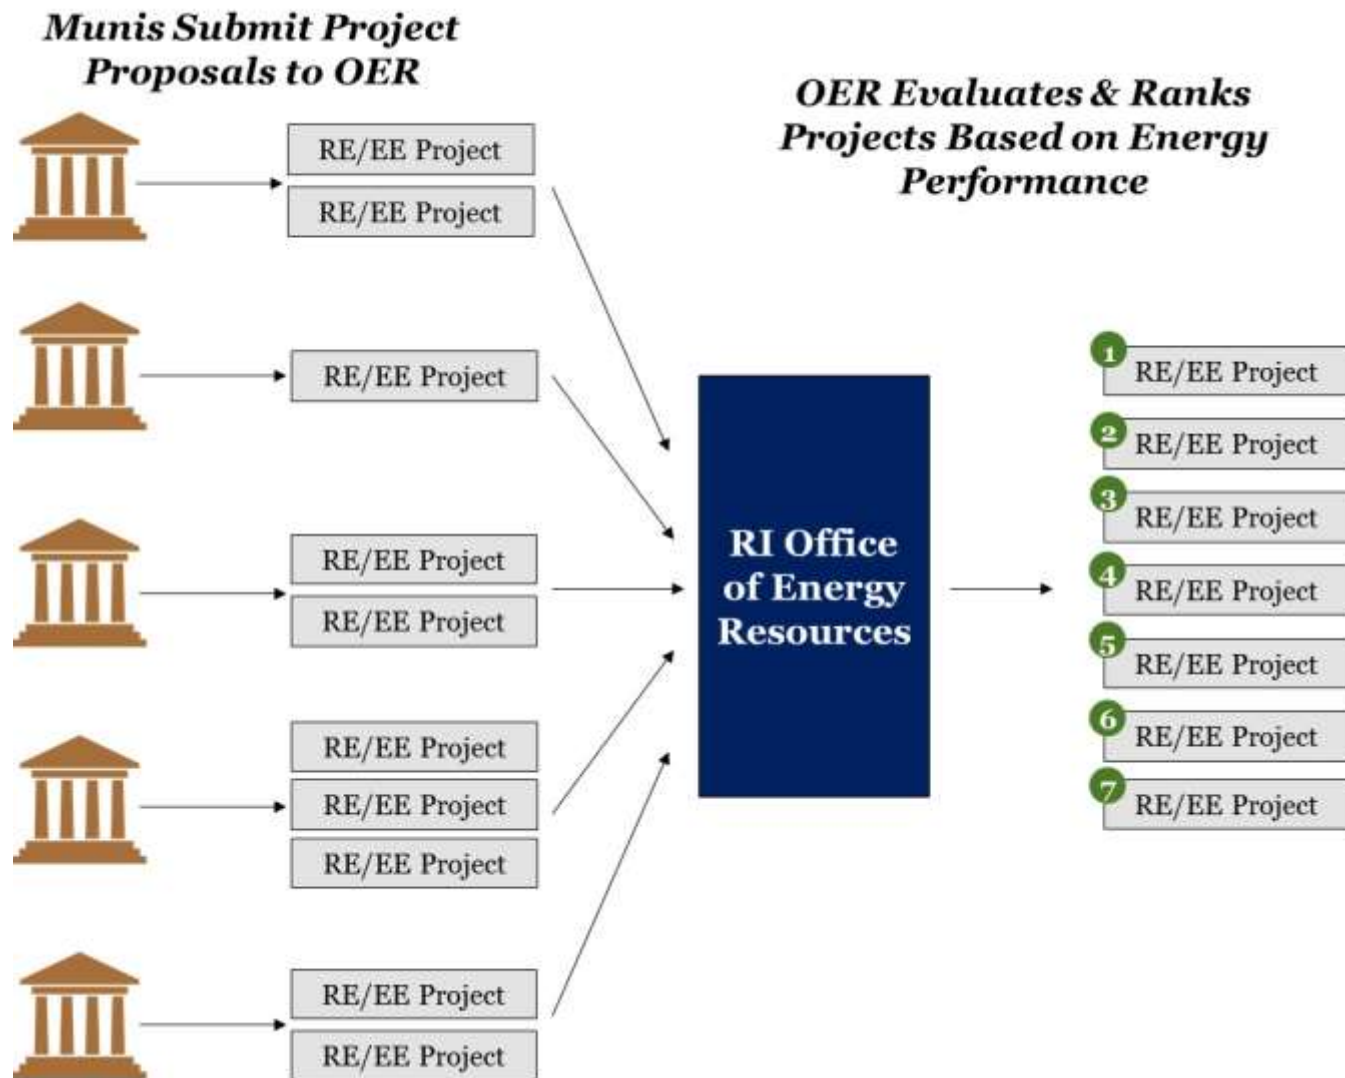 Munis Submit Project
Proposals to OER
OER Evaluates & Ranks
Projects Based on Energy
Performance
RE/EE Project
RE/EE Project
RE/EE Project
RE/EE Project
RE/EE Project
RE/EE Project
RE/EE Project
RE/EE Project
RE/EE Project
RE/EE Project
RI Office
of Energy
Resources
1
RE/EE Project
2
RE/EE Project
3
RE/EE Project
4
RE/EE Project
5
RE/EE Project
6
RE/EE Project
7
RE/EE Project